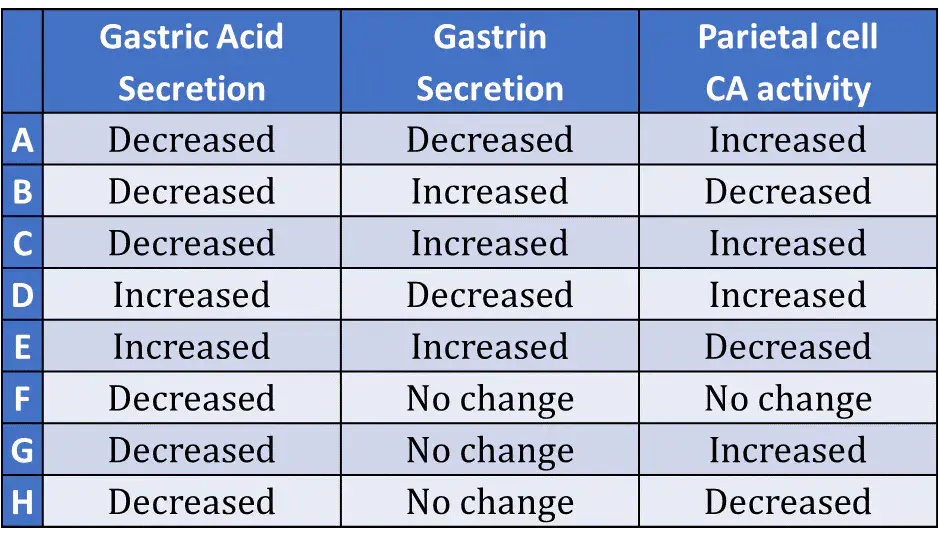 Gastric Acid Secretion Gastrin Secretion Parietal cell CA activity
A Decreased Decreased Increased
B Decreased Increased Decreased
C Decreased Increased Increased
D Increased Decreased Increased
E Increased Increased Decreased
F Decreased No change No change
G Decreased No change Increased
H Decreased No change Decreased